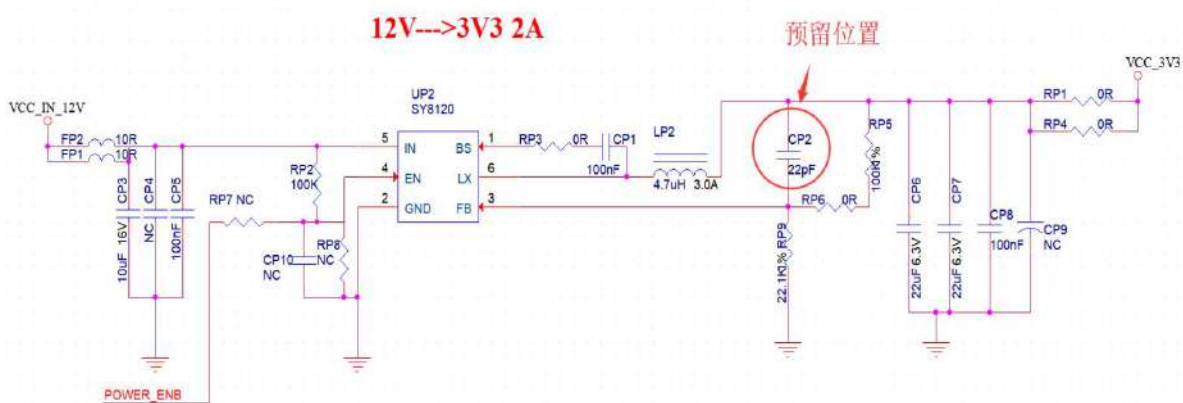 12V--->3V3 2A
预留位置
VCC_IN_12V
VCC_3V3
UP2
SY8120
FP2 10R
FP1 10R
CP3
10uF 16V
CP4
NC
CP5
100nF
RP2
100K
RP7 NC
CP10
NC
RP8
NC
5 IN
4 EN
2 GND
BS 1
LX 6
FB 3
RP3 0R
CP1
100nF
LP2
4.7uH 3.0A
CP2
22pF
RP5
100K1%
RP6 0R
RP9
22.1K1%
CP6
22uF 6.3V
CP7
22uF 6.3V
CP8
100nF
CP9
NC
RP1 0R
RP4 0R
POWER_ENB